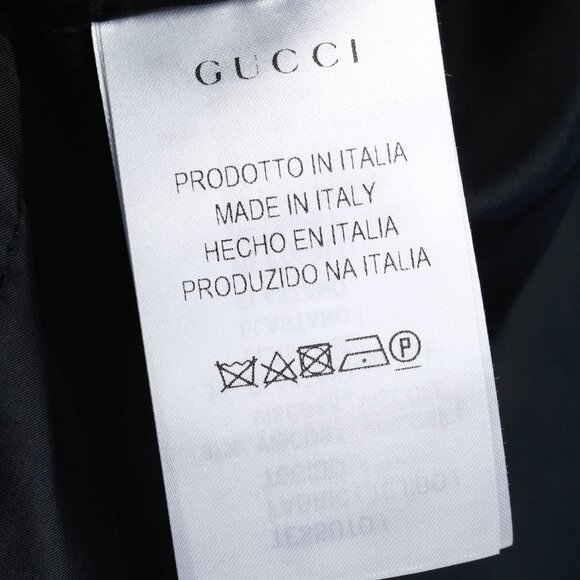 GUCCI
PRODOTTO IN ITALIA
MADE IN ITALY
HECHO EN ITALIA
PRODUZIDO NA ITALIA
P